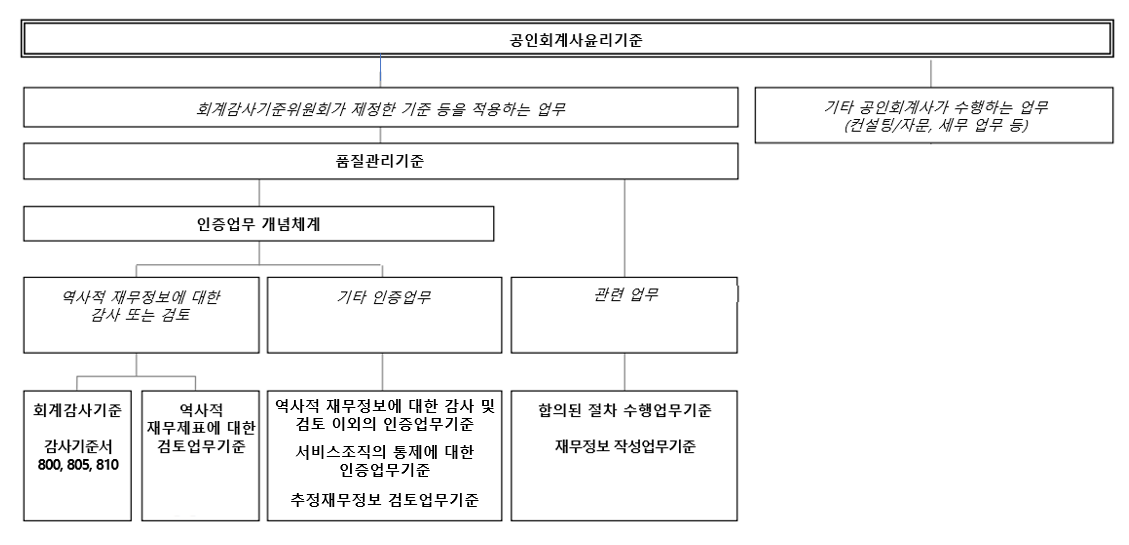 공인회계사윤리기준
회계감사기준위원회가 제정한 기준 등을 적용하는 업무
기타 공인회계사가 수행하는 업무
(컨설팅/자문, 세무 업무 등)
품질관리기준
인증업무 개념체계
역사적 재무정보에 대한
감사 또는 검토
기타 인증업무
관련 업무
회계감사기준
감사기준서
800, 805, 810
역사적
재무제표에 대한
검토업무기준
역사적 재무정보에 대한 감사 및
검토 이외의 인증업무기준
서비스조직의 통제에 대한
인증업무기준
추정재무정보 검토업무기준
합의된 절차 수행업무기준
재무정보 작성업무기준